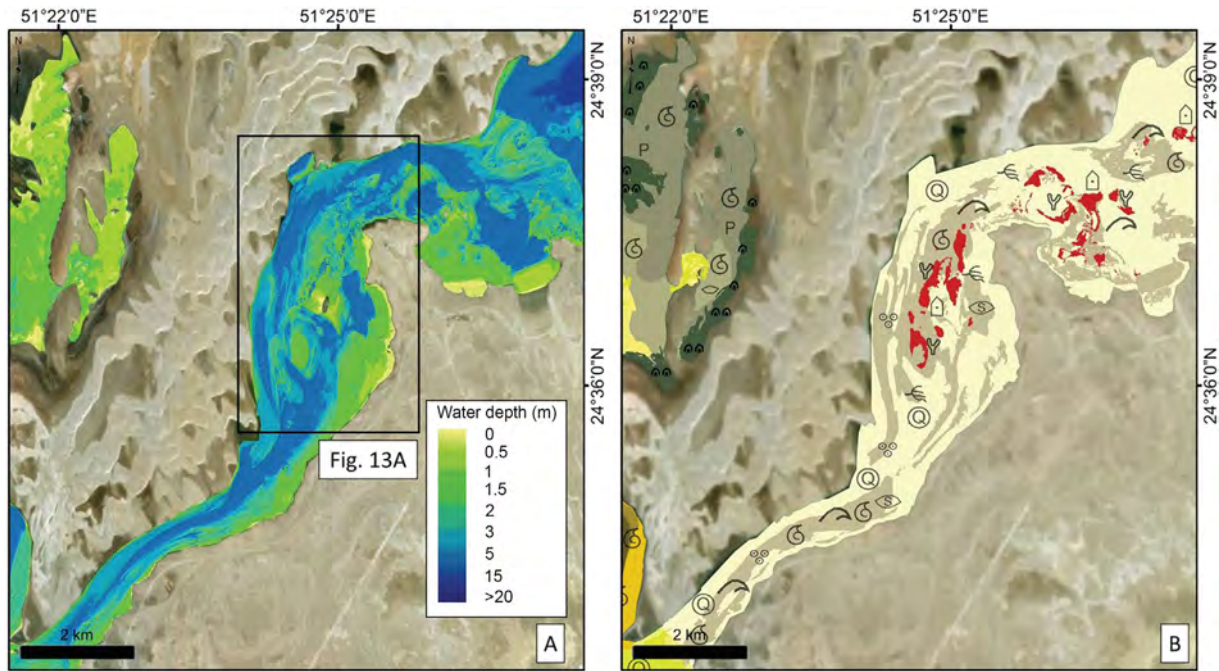 51°22'0"E
51°25'0"E
51°22'0"E
51°25'0"E
N
N
24°39'0"N
24°39'0"N
24°36'0"N
24°36'0"N
P
P
Q
Q
Q
Q
S
S
Fig. 13A
Water depth (m)
0
0.5
1
1.5
2
3
5
15
>20
2 km
A
2 km
B